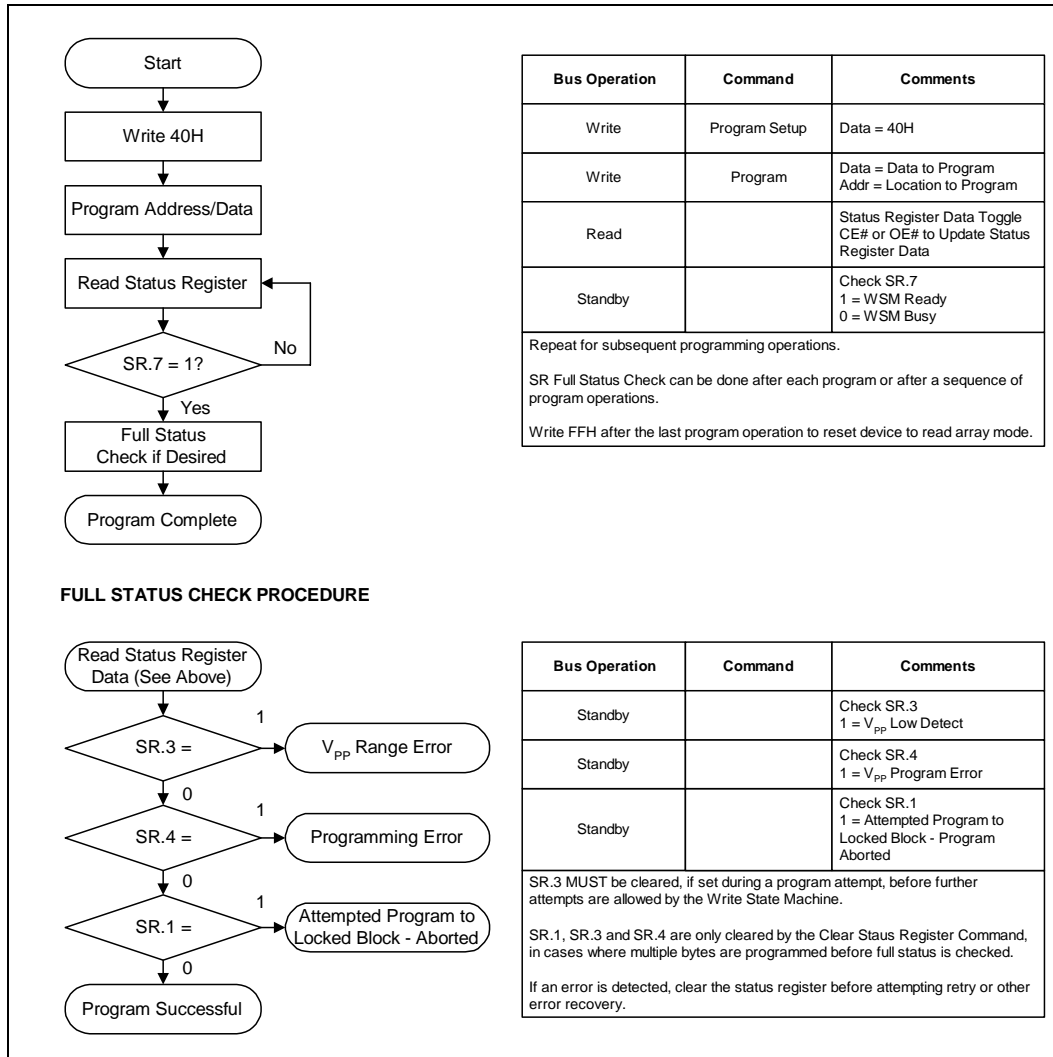 Start
Write 40H
Program Address/Data
Read Status Register
No
SR.7 = 1?
Yes
Full Status
Check if Desired
Program Complete
Bus Operation Command Comments
Write Program Setup Data = 40H
Write Program Data = Data to Program
Addr = Location to Program
Read Status Register Data Toggle
CE# or OE# to Update Status
Register Data
Standby Check SR.7
1 = WSM Ready
0 = WSM Busy
Repeat for subsequent programming operations.
SR Full Status Check can be done after each program or after a sequence of
program operations.
Write FFH after the last program operation to reset device to read array mode.
FULL STATUS CHECK PROCEDURE
Read Status Register
Data (See Above)
1
SR.3 = VPP Range Error
0
1
SR.4 = Programming Error
0
1
SR.1 = Attempted Program to
Locked Block - Aborted
0
Program Successful
Bus Operation Command Comments
Standby Check SR.3
1 = VPP Low Detect
Standby Check SR.4
1 = VPP Program Error
Standby Check SR.1
1 = Attempted Program to
Locked Block - Program
Aborted
SR.3 MUST be cleared, if set during a program attempt, before further
attempts are allowed by the Write State Machine.
SR.1, SR.3 and SR.4 are only cleared by the Clear Staus Register Command,
in cases where multiple bytes are programmed before full status is checked.
If an error is detected, clear the status register before attempting retry or other
error recovery.